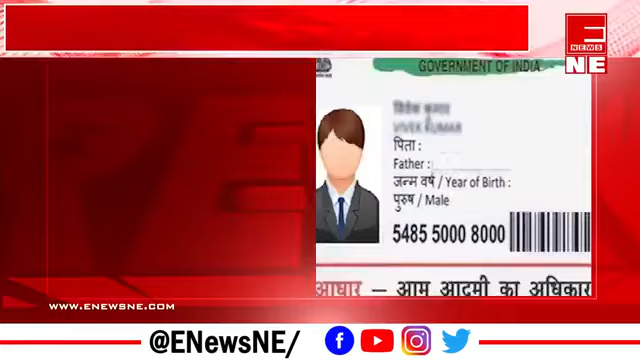 E
NEWS
NE
GOVERNMENT OF INDIA
VIVEK KUMAR
पिता :
Father :
जन्म वर्ष / Year of Birth :
पुरुष / Male
5485 5000 8000
आधार – आम आदमी का अधिकार
WWW.ENEWSNE.COM
@ENewsNE/